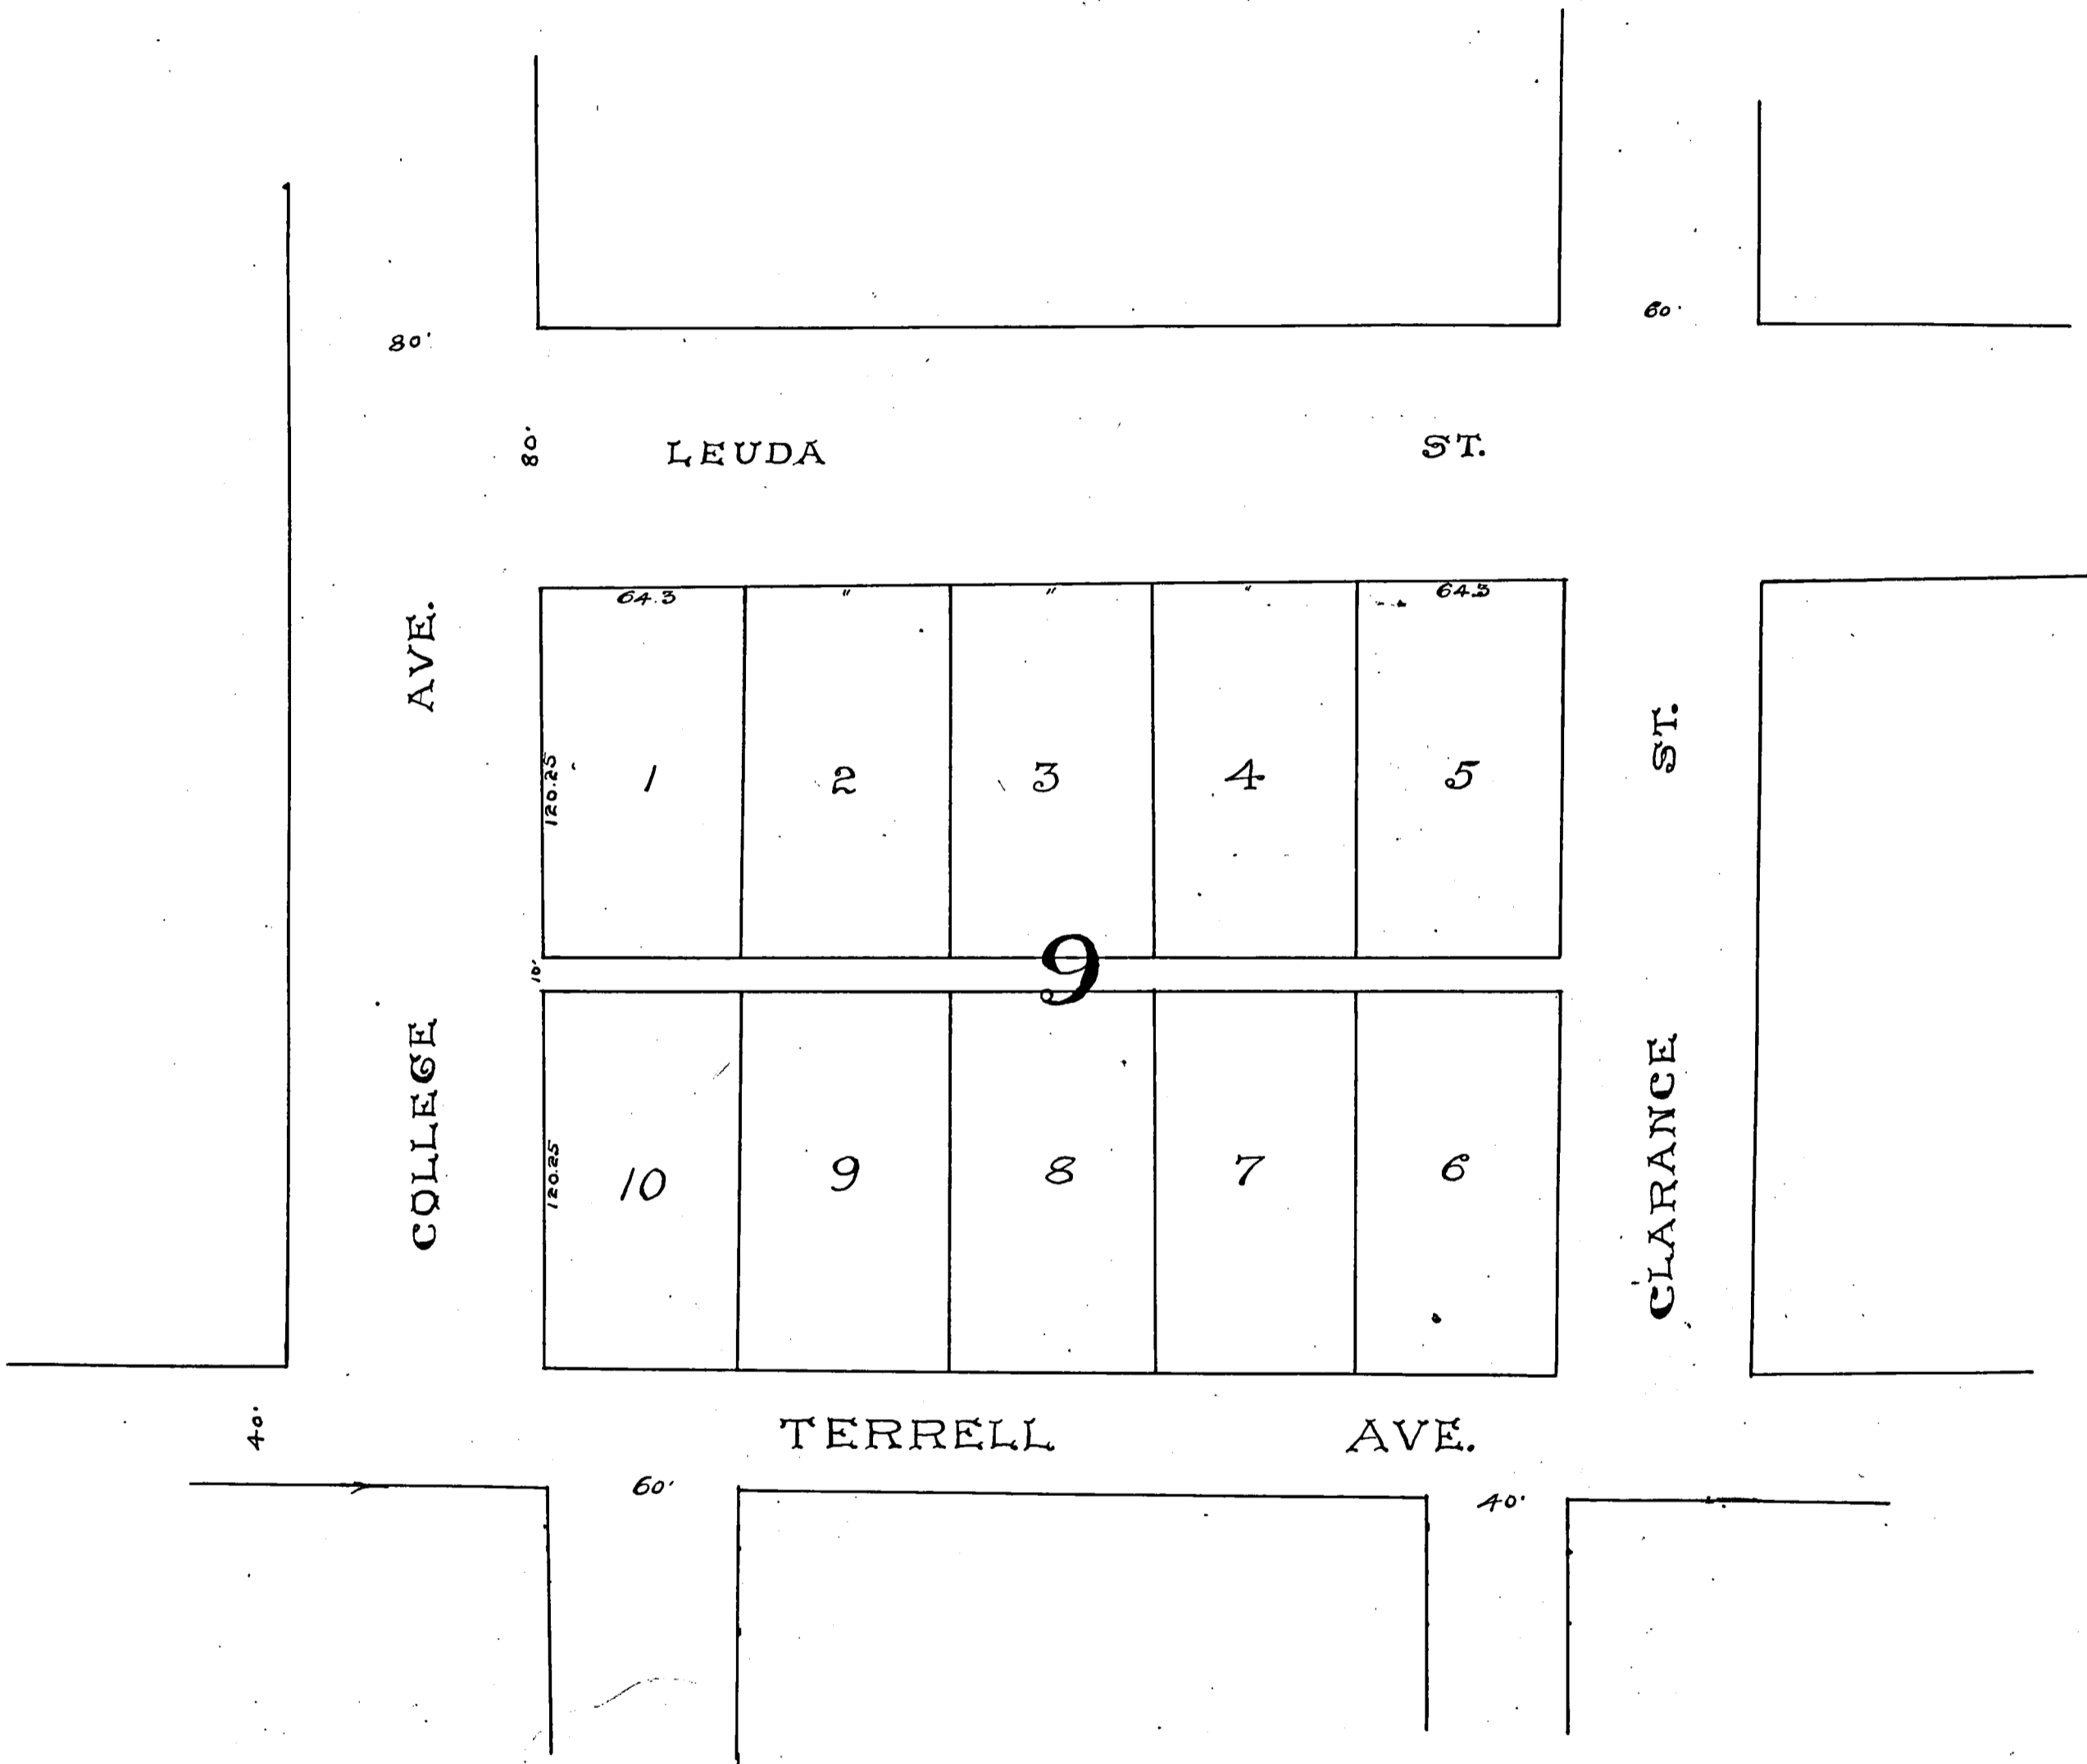 60'
80'
80'
LEUDA ST.
64.3 " " " 64.3
COLLEGE AVE.
120.25
1 2 3 4 5
CLARANCE ST.
10'
9
120.25
10 9 8 7 6
40'
TERRELL AVE.
60'
40'